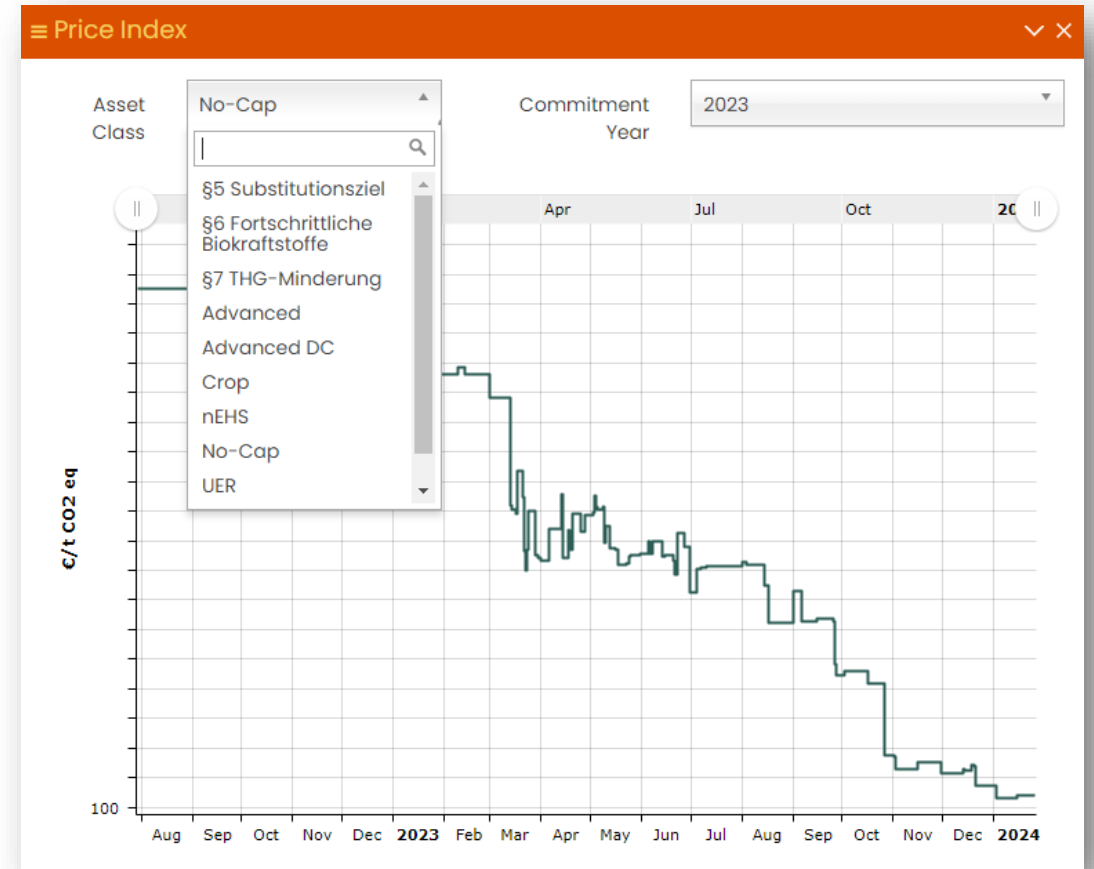 ≡ Price Index
Asset
Class
No-Cap
Commitment
Year
2023
§5 Substitutionsziel
§6 Fortschrittliche
Biokraftstoffe
§7 THG-Minderung
Advanced
Advanced DC
Crop
nEHS
No-Cap
UER
Apr
Jul
Oct
€/t CO2 eq
100
Aug Sep Oct Nov Dec 2023 Feb Mar Apr May Jun Jul Aug Sep Oct Nov Dec 2024